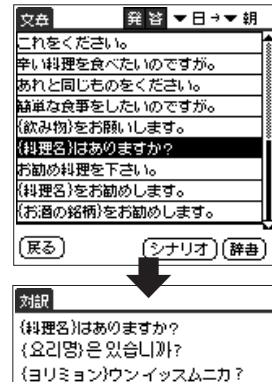 文章 発 答 ▼日→▼朝
これをください。
辛い料理を食べたいのですが。
あれと同じものをください。
簡単な食事をしたいのですが。
{飲み物}をお願いします。
{料理名}はありますか?
お勧め料理を下さい。
{料理名}をお勧めします。
{お酒の銘柄}をお勧めします。
戻る シナリオ 辞書
対訳
{料理名}はありますか?
{요리명}은 있습니까?
{ヨリミョン}ウン イッスムニカ?